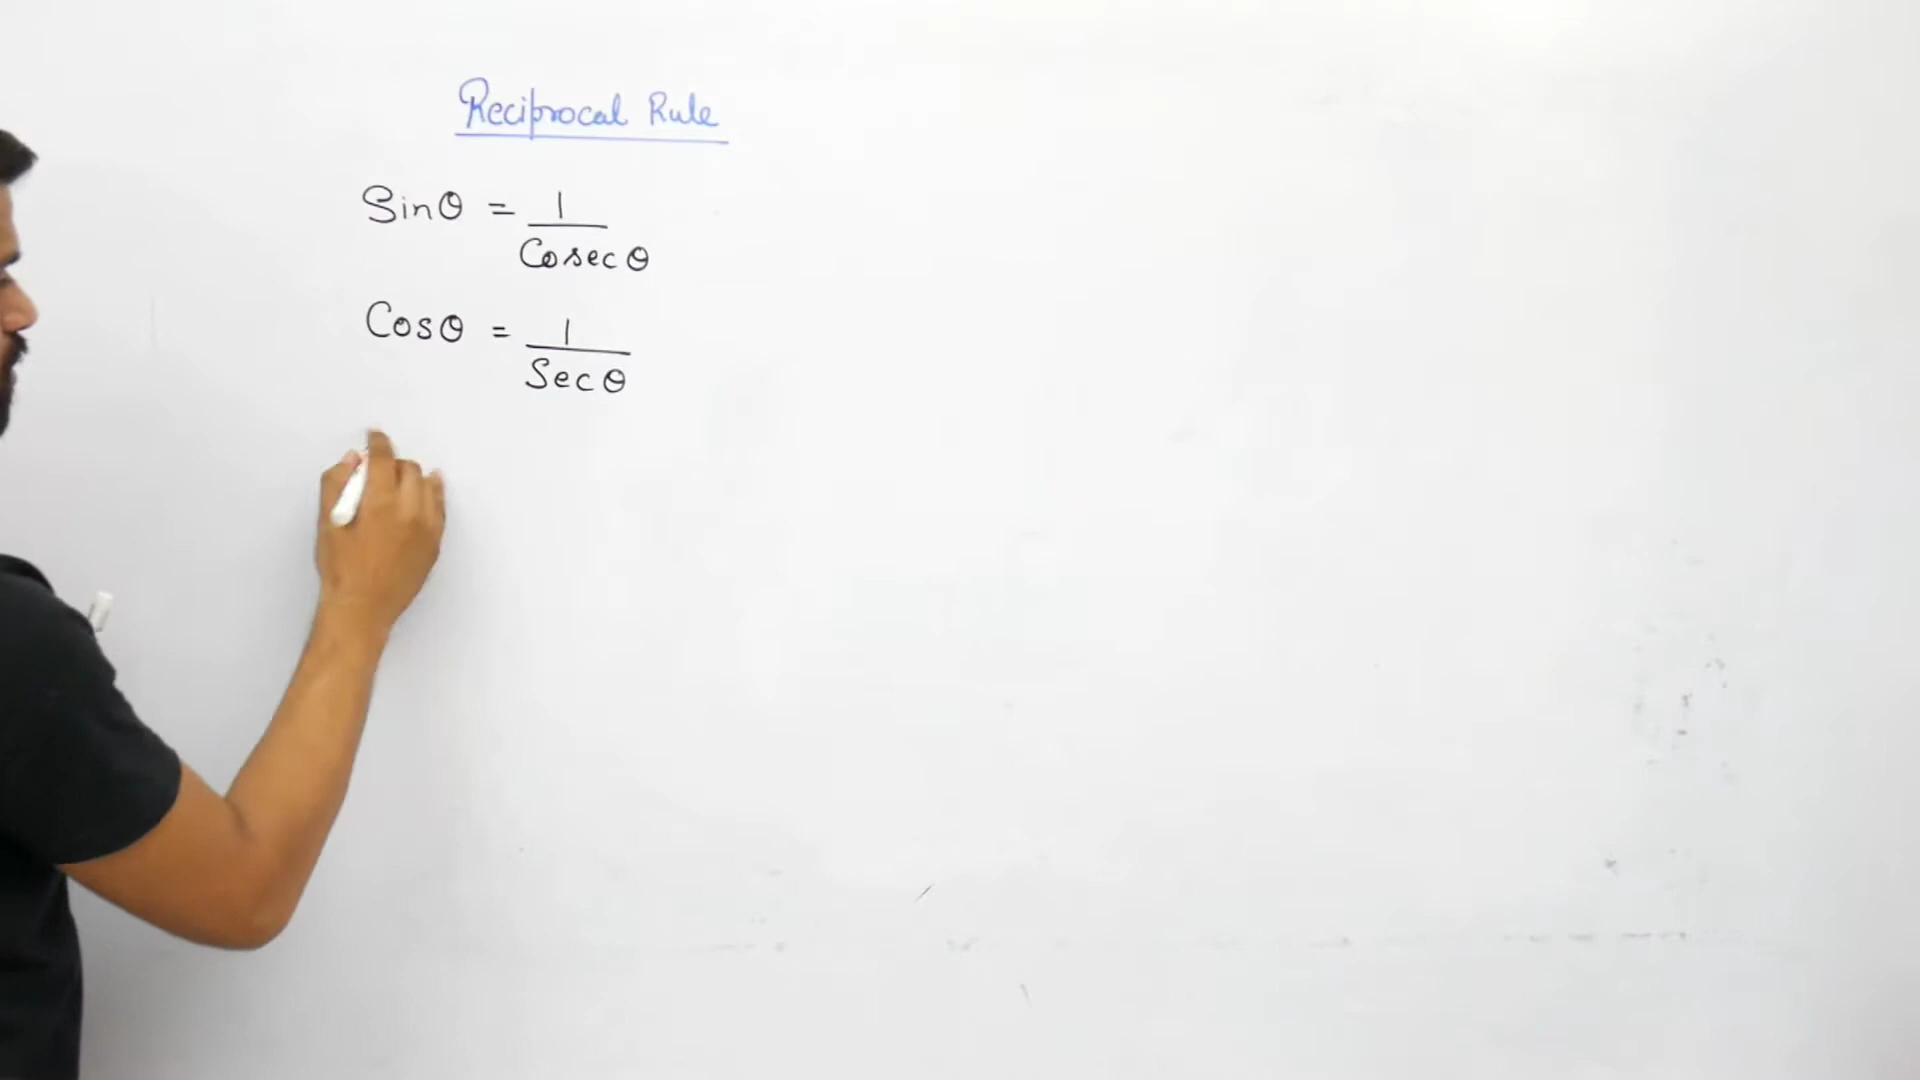 Reciprocal Rule
Sinθ = 1/Cosecθ
Cosθ = 1/Secθ